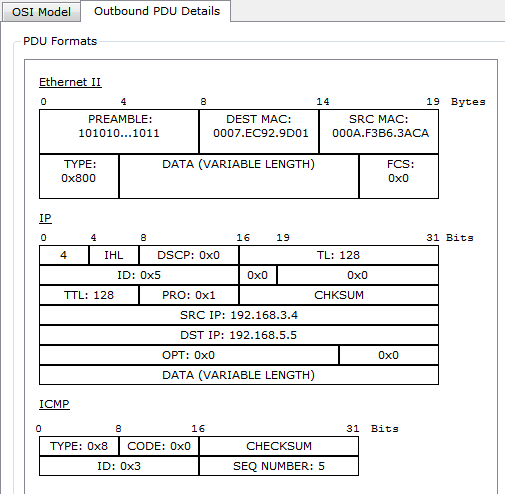 OSI Model Outbound PDU Details
PDU Formats
Ethernet II
0 4 8 14 19 Bytes
PREAMBLE: DEST MAC: SRC MAC:
101010...1011 0007.EC92.9D01 000A.F3B6.3ACA
TYPE: DATA (VARIABLE LENGTH) FCS:
0x800 0x0
IP
0 4 8 16 19 31 Bits
4 IHL DSCP: 0x0 TL: 128
ID: 0x5 0x0 0x0
TTL: 128 PRO: 0x1 CHKSUM
SRC IP: 192.168.3.4
DST IP: 192.168.5.5
OPT: 0x0 0x0
DATA (VARIABLE LENGTH)
ICMP
0 8 16 31 Bits
TYPE: 0x8 CODE: 0x0 CHECKSUM
ID: 0x3 SEQ NUMBER: 5